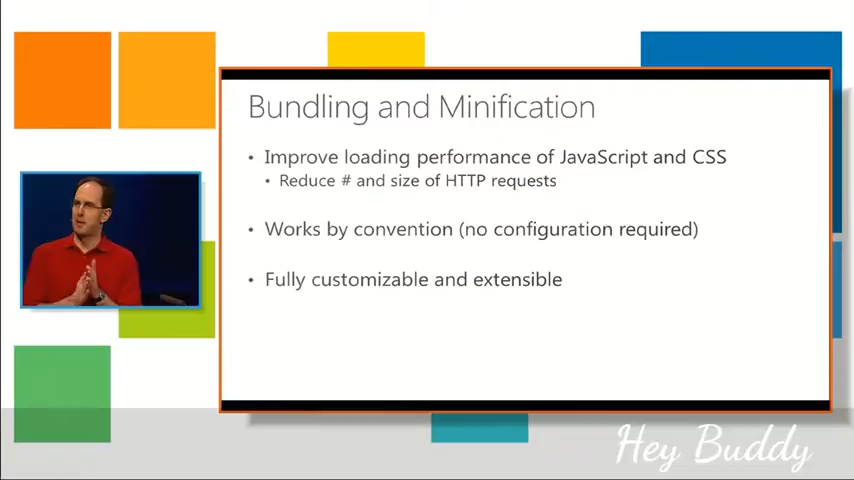 Bundling and Minification
• Improve loading performance of JavaScript and CSS
• Reduce # and size of HTTP requests
• Works by convention (no configuration required)
• Fully customizable and extensible
Hey Buddy